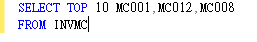 SELECT TOP 10 MC001,MC012,MC008
FROM INVMC